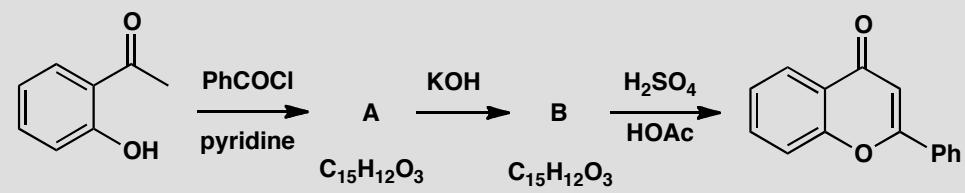 O
OH
PhCOCl
pyridine
A
C₁₅H₁₂O₃
KOH
B
C₁₅H₁₂O₃
H₂SO₄
HOAc
O
O
Ph